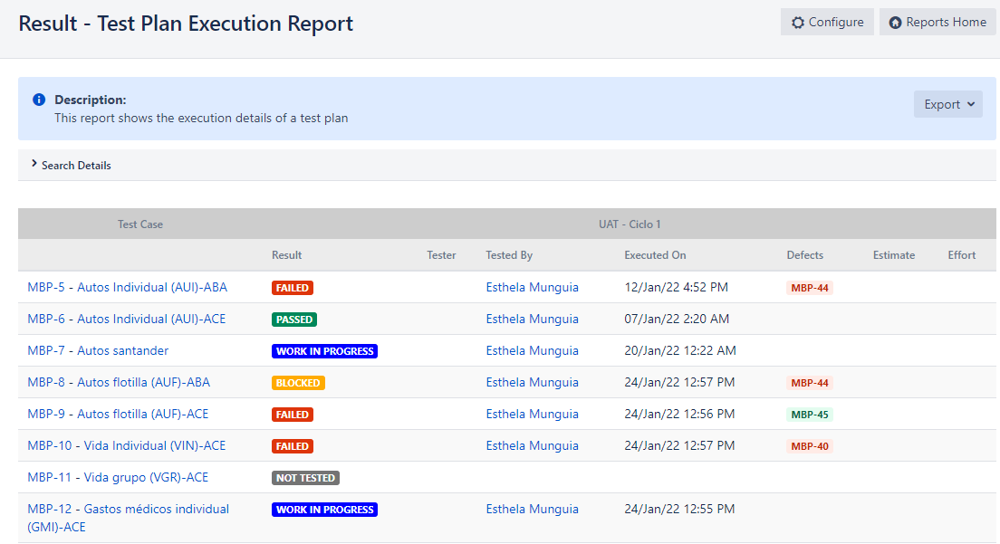 Result - Test Plan Execution Report
Configure
Reports Home
Description:
This report shows the execution details of a test plan
Export
Search Details
Test Case UAT - Ciclo 1
Result Tester Tested By Executed On Defects Estimate Effort
MBP-5 - Autos Individual (AUI)-ABA FAILED Esthela Munguia 12/Jan/22 4:52 PM MBP-44
MBP-6 - Autos Individual (AUI)-ACE PASSED Esthela Munguia 07/Jan/22 2:20 AM
MBP-7 - Autos santander WORK IN PROGRESS Esthela Munguia 20/Jan/22 12:22 AM
MBP-8 - Autos flotilla (AUF)-ABA BLOCKED Esthela Munguia 24/Jan/22 12:57 PM MBP-44
MBP-9 - Autos flotilla (AUF)-ACE FAILED Esthela Munguia 24/Jan/22 12:56 PM MBP-45
MBP-10 - Vida Individual (VIN)-ACE FAILED Esthela Munguia 24/Jan/22 12:57 PM MBP-40
MBP-11 - Vida grupo (VGR)-ACE NOT TESTED
MBP-12 - Gastos médicos individual WORK IN PROGRESS Esthela Munguia 24/Jan/22 12:55 PM
(GMI)-ACE